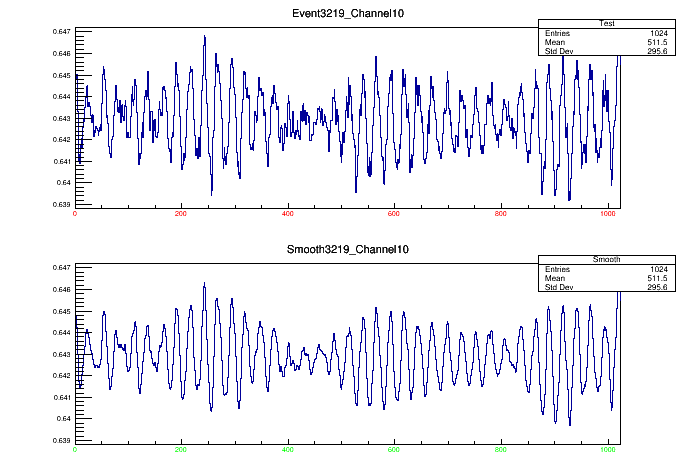 Event3219_Channel10
Test
Entries 1024
Mean 511.5
Std Dev 295.6
0.647
0.646
0.645
0.644
0.643
0.642
0.641
0.64
0.639
0 200 400 600 800 1000
Smooth3219_Channel10
Smooth
Entries 1024
Mean 511.5
Std Dev 295.6
0.647
0.646
0.645
0.644
0.643
0.642
0.641
0.64
0.639
0 200 400 600 800 1000